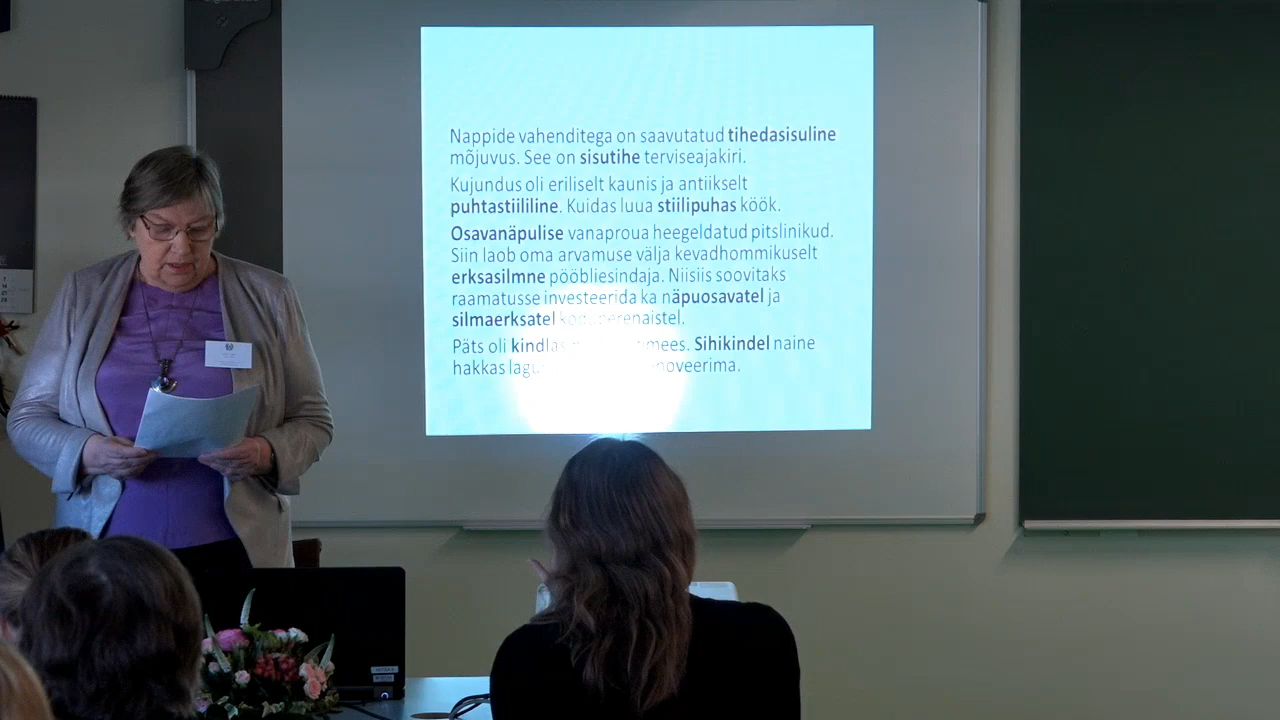 Nappide vahenditega on saavutatud tihedasisuline
mõjuvus. See on sisutihe terviseajakiri.
Kujundus oli eriliselt kaunis ja antiikselt
puhtastiililine. Kuidas luua stiilipuhas köök.
Osavanäpulise vanaproua heegeldatud pitslinikud.
Siin laob oma arvamuse välja kevadhommikuselt
erksasilmne pööbliesindaja. Niisiis soovitaks
raamatusse investeerida ka näpuosavatel ja
silmaerksatel
Päts oli Sihikindel naine
hakkas